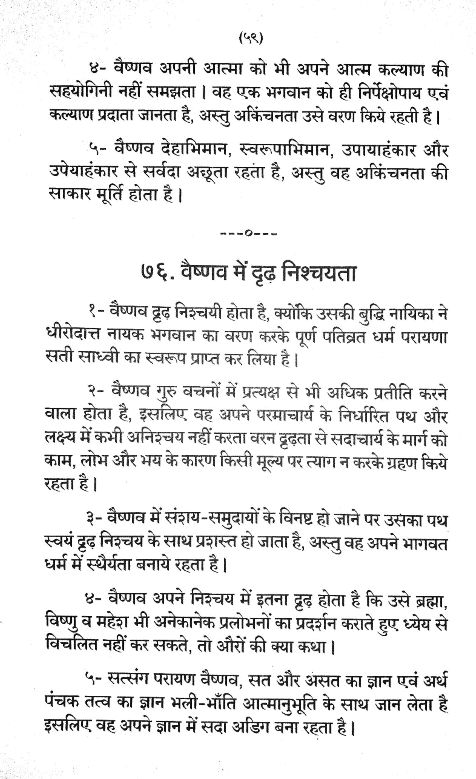 (५९)
४- वैष्णव अपनी आत्मा को भी अपने आत्म कल्याण की
सहयोगिनी नहीं समझता। वह एक भगवान को ही निर्पेक्षोपाय एवं
कल्याण प्रदाता जानता है, अस्तु अकिंचनता उसे वरण किये रहती है।
५- वैष्णव देहाभिमान, स्वरूपाभिमान, उपायाहंकार और
उपेयाहंकार से सर्वदा अछूता रहता है, अस्तु वह अकिंचनता की
साकार मूर्ति होता है।
---०---
७६. वैष्णव में दृढ़ निश्चयता
१- वैष्णव दृढ़ निश्चयी होता है, क्योंकि उसकी बुद्धि नायिका ने
धीरोदात्त नायक भगवान का वरण करके पूर्ण पतिव्रत धर्म परायणा
सती साध्वी का स्वरूप प्राप्त कर लिया है।
२- वैष्णव गुरु वचनों में प्रत्यक्ष से भी अधिक प्रतीति करने
वाला होता है, इसलिए वह अपने परमाचार्य के निर्धारित पथ और
लक्ष्य में कभी अनिश्चय नहीं करता वरन दृढ़ता से सदाचार्य के मार्ग को
काम, लोभ और भय के कारण किसी मूल्य पर त्याग न करके ग्रहण किये
रहता है।
३- वैष्णव में संशय-समुदायों के विनष्ट हो जाने पर उसका पथ
स्वयं दृढ़ निश्चय के साथ प्रशस्त हो जाता है, अस्तु वह अपने भागवत
धर्म में स्थैर्यता बनाये रहता है।
४- वैष्णव अपने निश्चय में इतना दृढ़ होता है कि उसे ब्रह्मा,
विष्णु व महेश भी अनेकानेक प्रलोभनों का प्रदर्शन कराते हुए ध्येय से
विचलित नहीं कर सकते, तो औरों की क्या कथा।
५- सत्संग परायण वैष्णव, सत और असत का ज्ञान एवं अर्थ
पंचक तत्व का ज्ञान भली-भाँति आत्मानुभूति के साथ जान लेता है
इसलिए वह अपने ज्ञान में सदा अडिग बना रहता है।